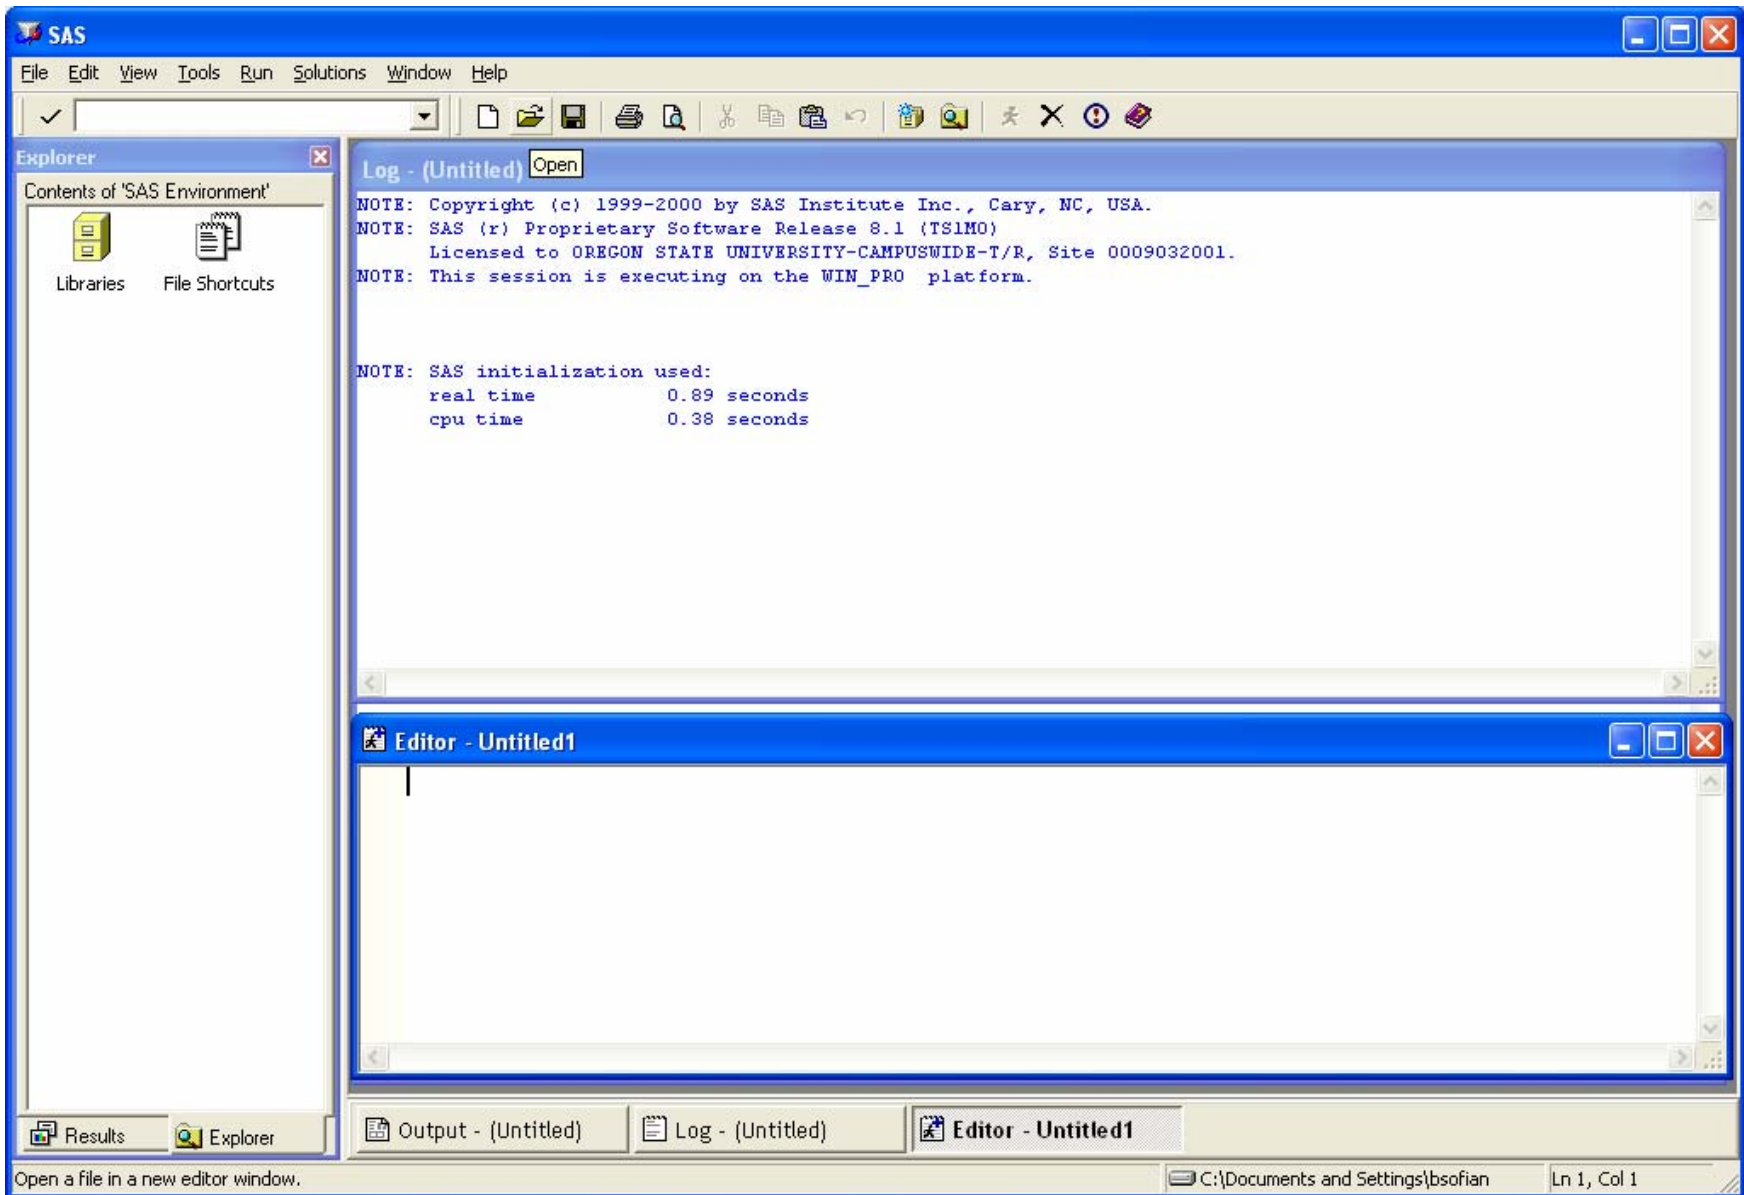 SAS
File Edit View Tools Run Solutions Window Help
Explorer
Contents of 'SAS Environment'
Libraries File Shortcuts
Log - (Untitled)
Open
NOTE: Copyright (c) 1999-2000 by SAS Institute Inc., Cary, NC, USA.
NOTE: SAS (r) Proprietary Software Release 8.1 (TS1M0)
Licensed to OREGON STATE UNIVERSITY-CAMPUSWIDE-T/R, Site 0009032001.
NOTE: This session is executing on the WIN_PRO platform.
NOTE: SAS initialization used:
real time 0.89 seconds
cpu time 0.38 seconds
Editor - Untitled1
Results Explorer
Output - (Untitled) Log - (Untitled) Editor - Untitled1
Open a file in a new editor window. C:\Documents and Settings\bsofian Ln 1, Col 1